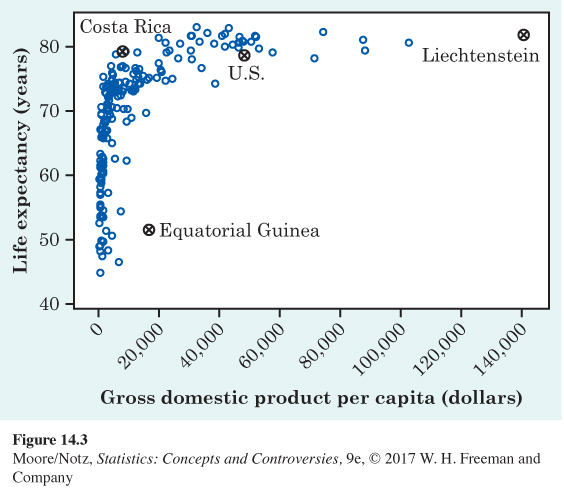 Costa Rica
80
Liechtenstein
U.S.
70
60
50
Equatorial Guinea
40
Life expectancy (years)
0
20,000
40,000
60,000
80,000
100,000
120,000
140,000
Gross domestic product per capita (dollars)
Figure 14.3
Moore/Notz, Statistics: Concepts and Controversies, 9e, © 2017 W. H. Freeman and
Company